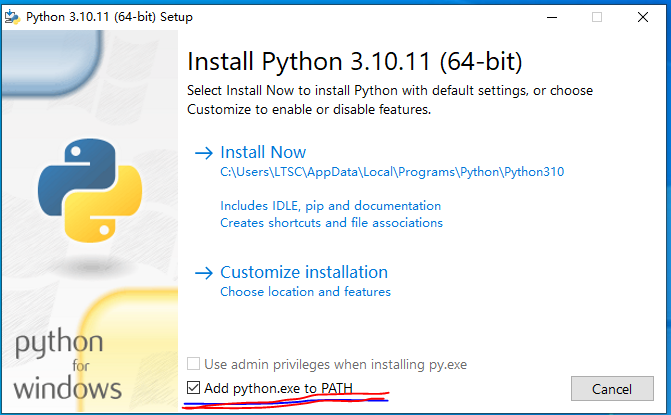 Python 3.10.11 (64-bit) Setup
Install Python 3.10.11 (64-bit)
Select Install Now to install Python with default settings, or choose
Customize to enable or disable features.
Install Now
C:\Users\LTSC\AppData\Local\Programs\Python\Python310
Includes IDLE, pip and documentation
Creates shortcuts and file associations
Customize installation
Choose location and features
python
for
windows
Use admin privileges when installing py.exe
Add python.exe to PATH
Cancel